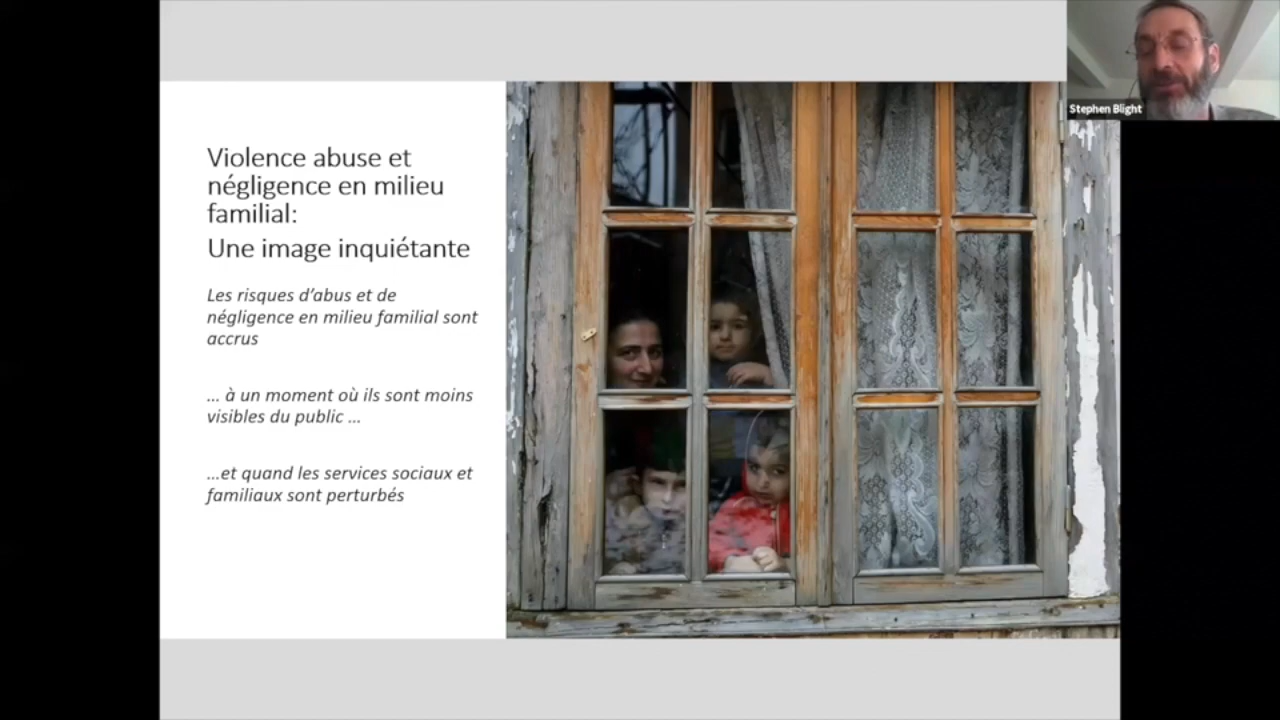 Violence abuse et
négligence en milieu
familial:
Une image inquiétante
Les risques d’abus et de
négligence en milieu familial sont
accrus
... à un moment où ils sont moins
visibles du public ...
...et quand les services sociaux et
familiaux sont perturbés
Stephen Blight